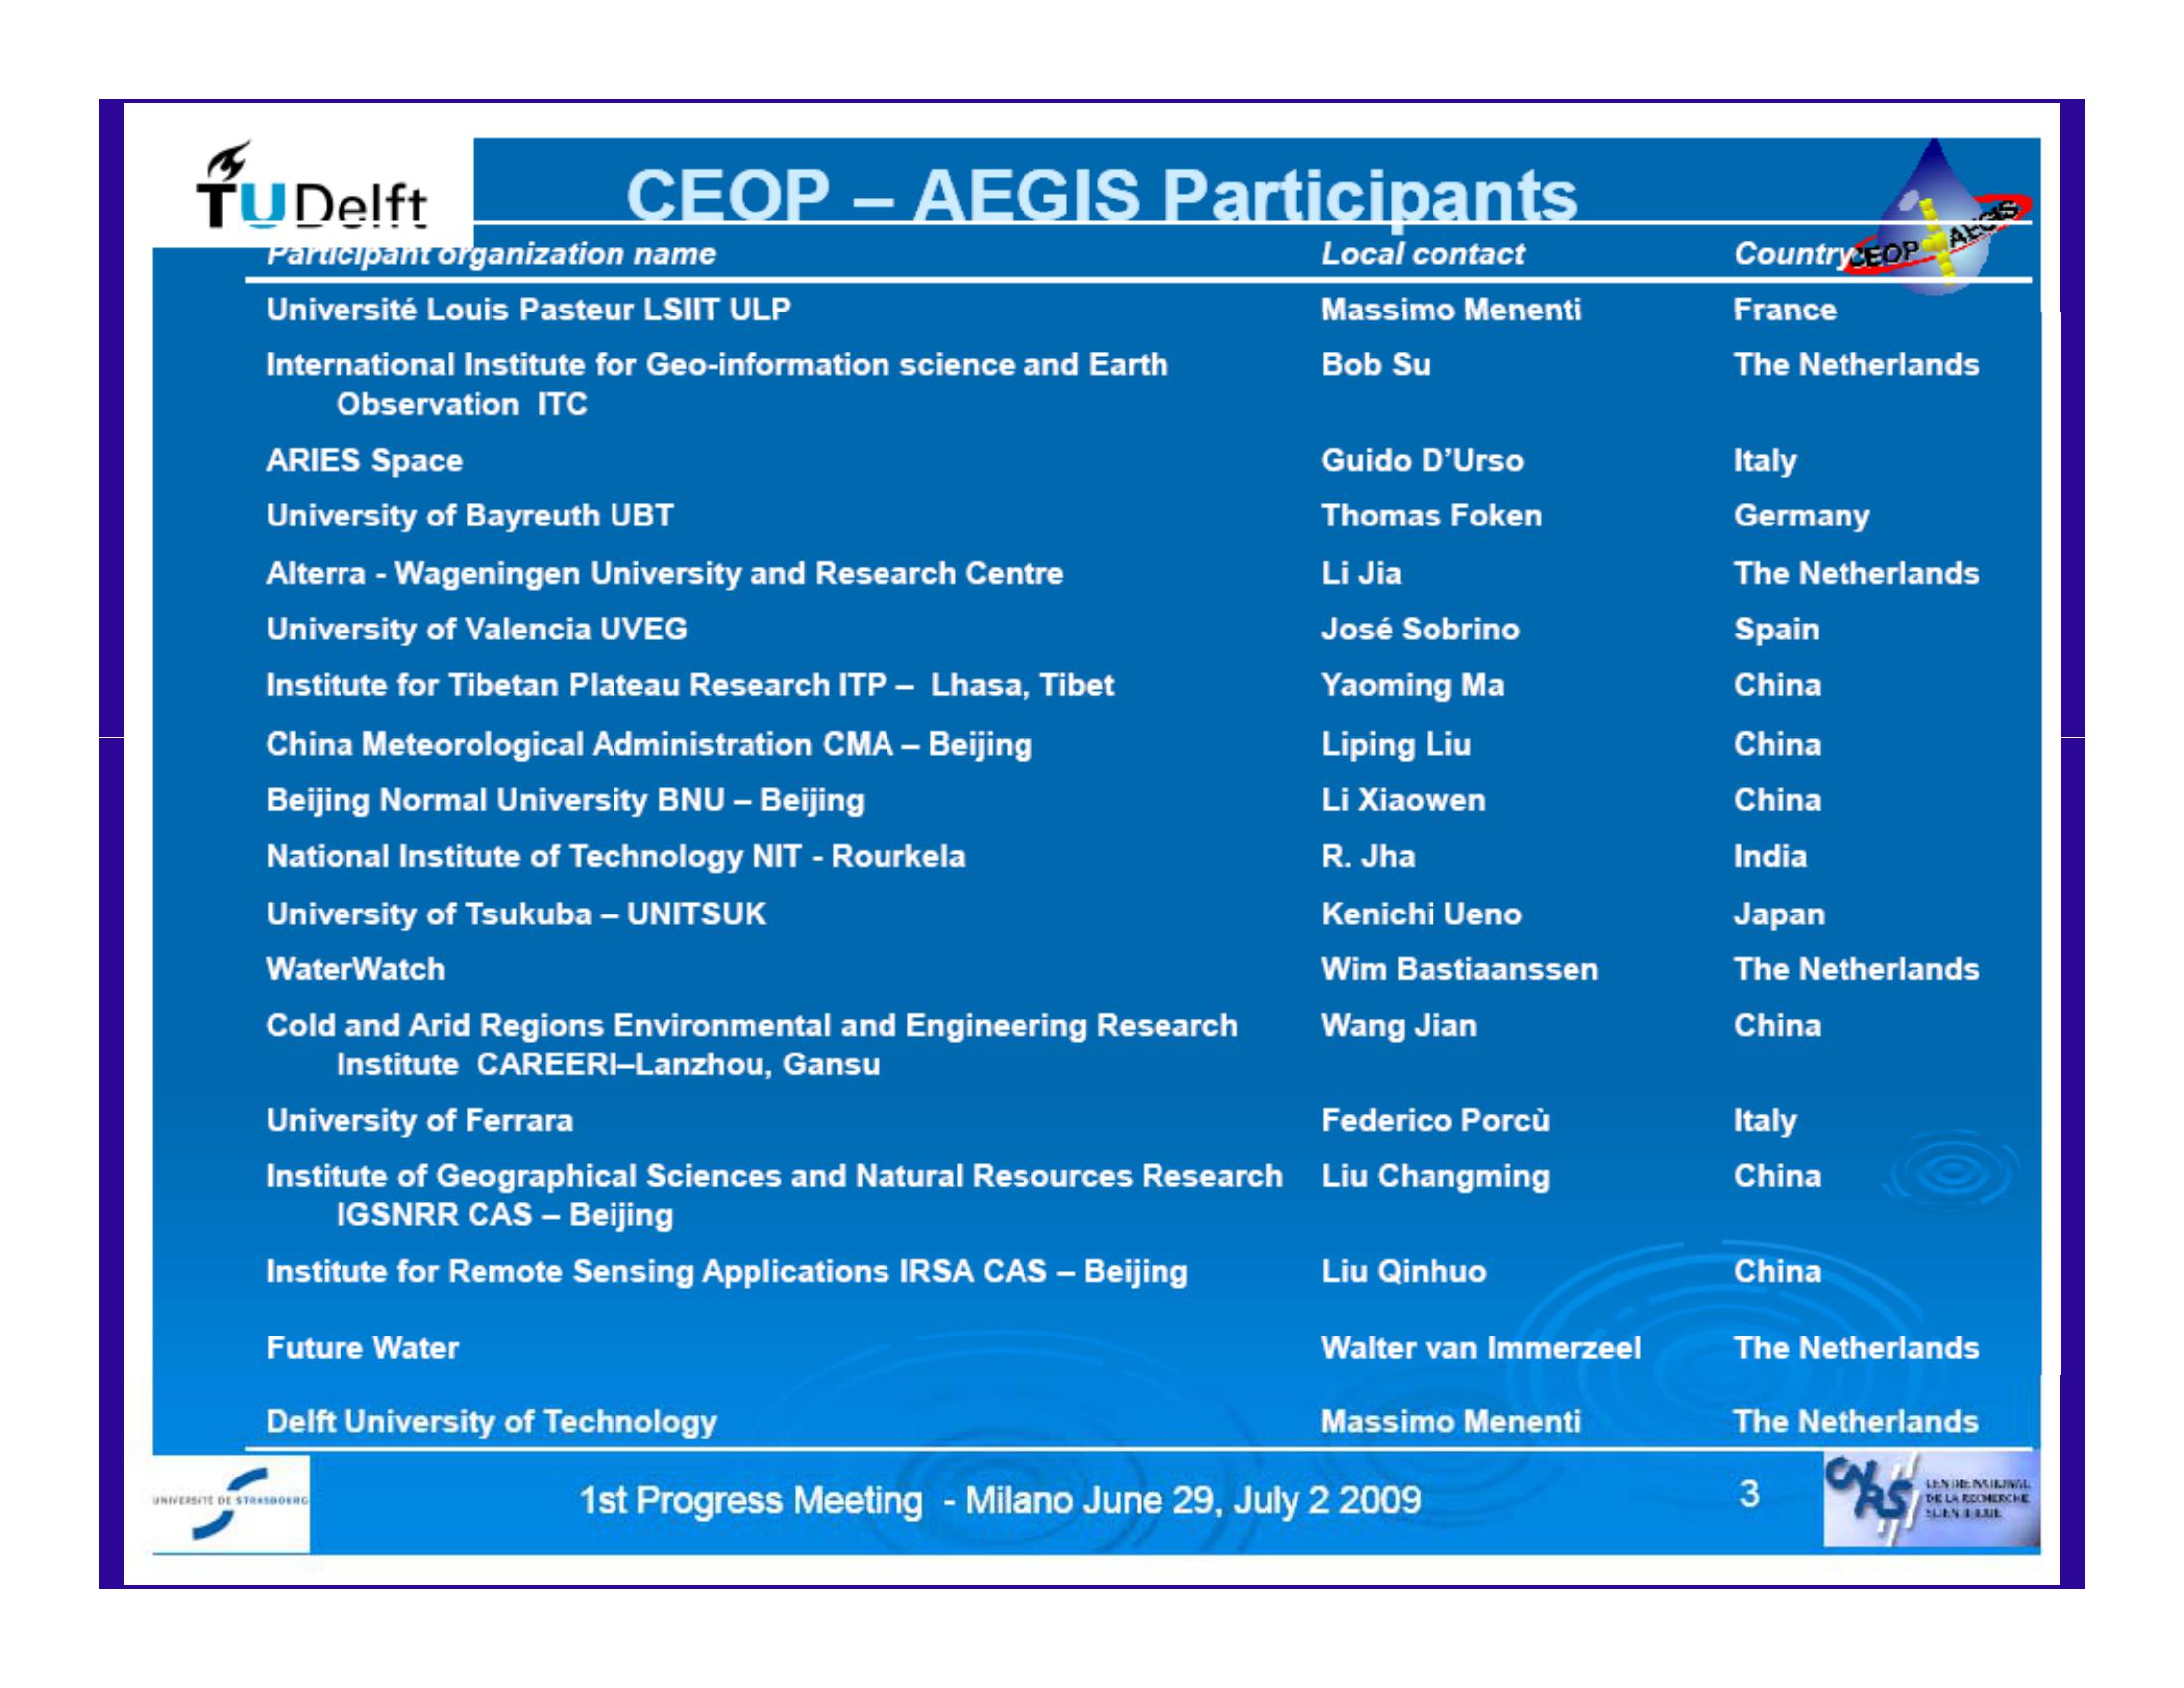 TU Delft
CEOP – AEGIS Participants
CEOP AEGIS
Participant organization name Local contact Country
Université Louis Pasteur LSIIT ULP Massimo Menenti France
International Institute for Geo-information science and Earth Bob Su The Netherlands
Observation ITC
ARIES Space Guido D’Urso Italy
University of Bayreuth UBT Thomas Foken Germany
Alterra - Wageningen University and Research Centre Li Jia The Netherlands
University of Valencia UVEG José Sobrino Spain
Institute for Tibetan Plateau Research ITP – Lhasa, Tibet Yaoming Ma China
China Meteorological Administration CMA – Beijing Liping Liu China
Beijing Normal University BNU – Beijing Li Xiaowen China
National Institute of Technology NIT - Rourkela R. Jha India
University of Tsukuba – UNITSUK Kenichi Ueno Japan
WaterWatch Wim Bastiaanssen The Netherlands
Cold and Arid Regions Environmental and Engineering Research Wang Jian China
Institute CAREERI–Lanzhou, Gansu
University of Ferrara Federico Porcù Italy
Institute of Geographical Sciences and Natural Resources Research Liu Changming China
IGSNRR CAS – Beijing
Institute for Remote Sensing Applications IRSA CAS – Beijing Liu Qinhuo China
Future Water Walter van Immerzeel The Netherlands
Delft University of Technology Massimo Menenti The Netherlands
UNIVERSITÉ DE STRASBOURG
1st Progress Meeting - Milano June 29, July 2 2009
3
CNRS
CENTRE NATIONAL
DE LA RECHERCHE
SCIENTIFIQUE